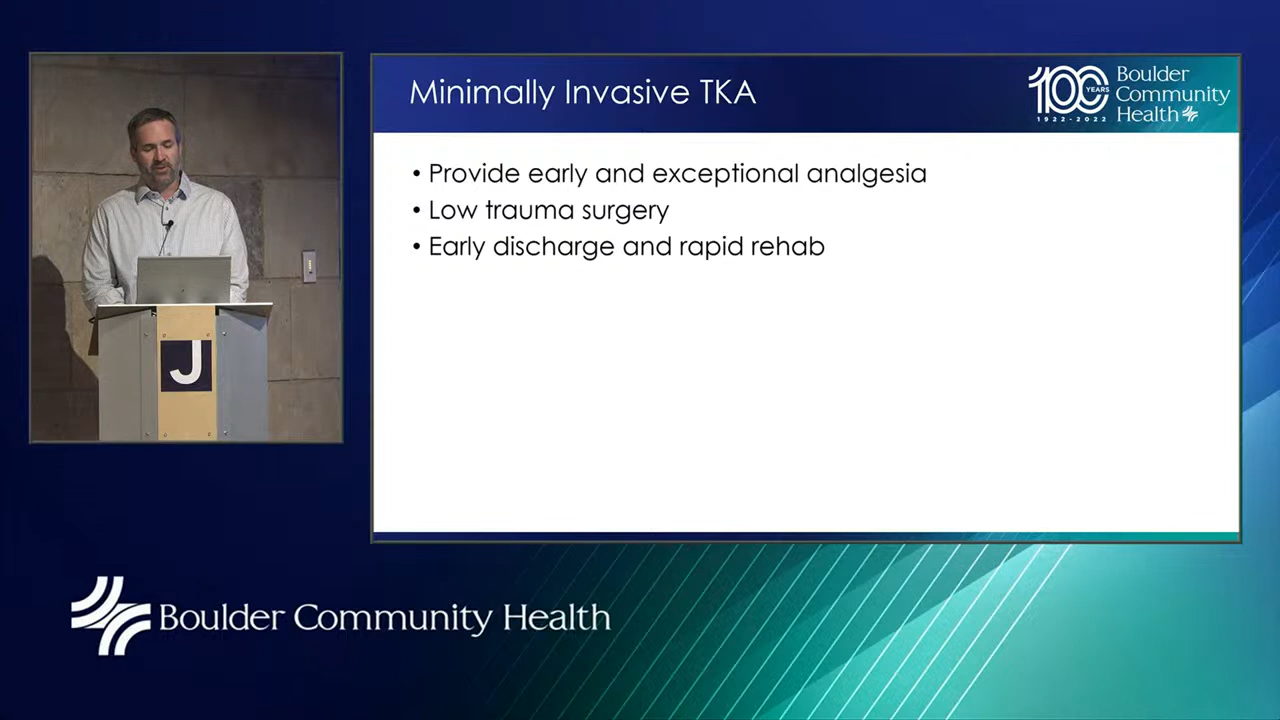 Minimally Invasive TKA
100
YEARS
1922-2022
Boulder
Community
Health
• Provide early and exceptional analgesia
• Low trauma surgery
• Early discharge and rapid rehab
J
Boulder Community Health